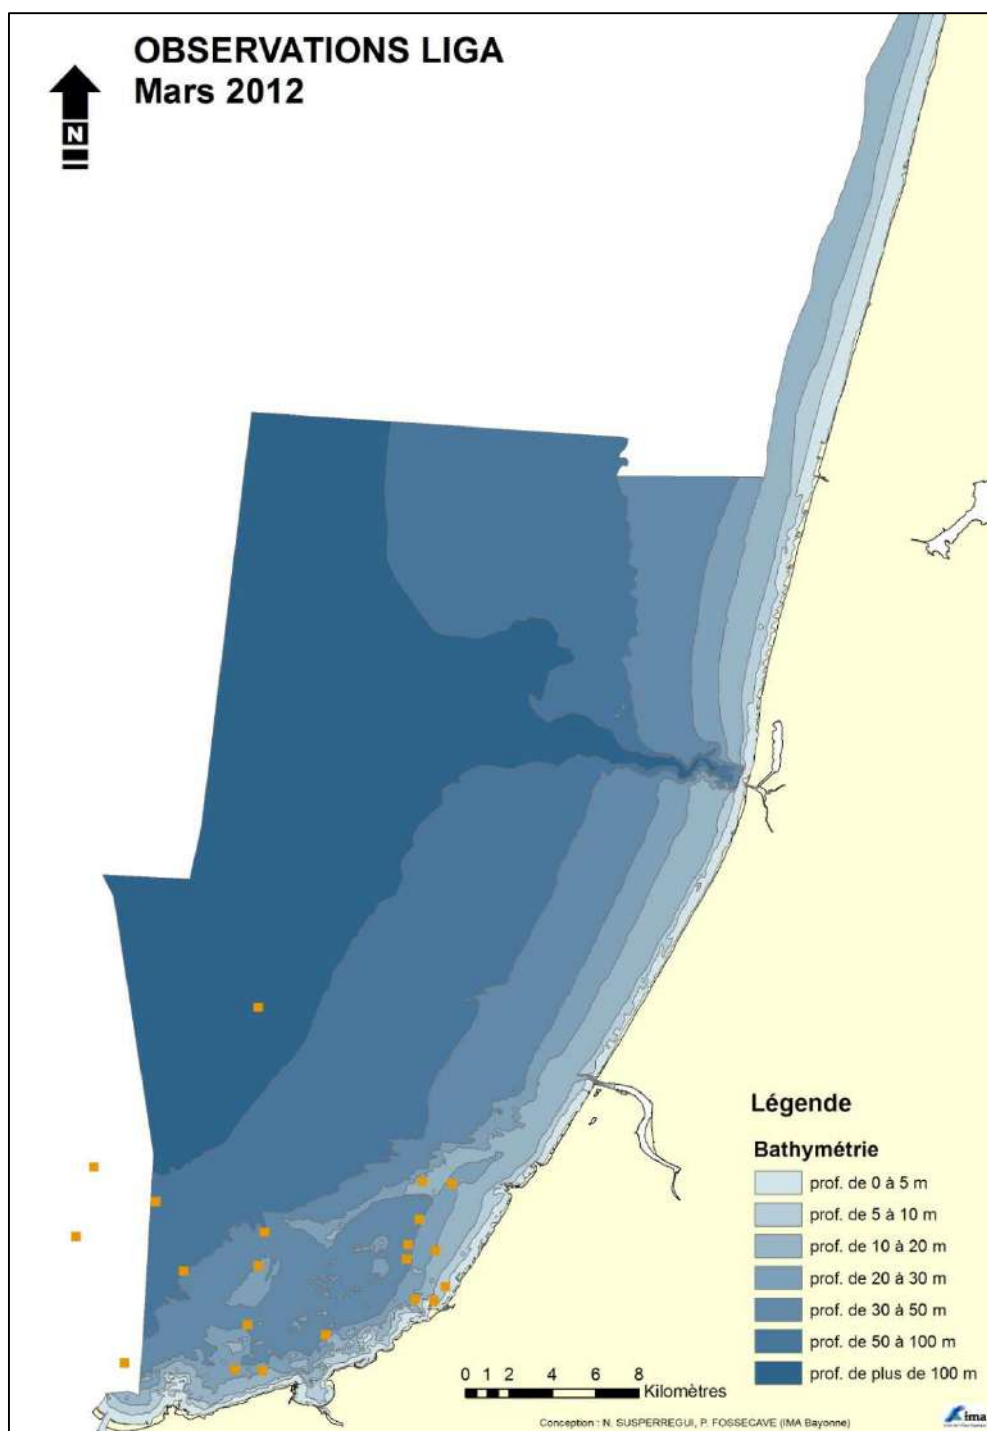 OBSERVATIONS LIGA
Mars 2012
N
Légende
Bathymétrie
prof. de 0 à 5 m
prof. de 5 à 10 m
prof. de 10 à 20 m
prof. de 20 à 30 m
prof. de 30 à 50 m
prof. de 50 à 100 m
prof. de plus de 100 m
0 1 2 4 6 8
Kilomètres
Conception : N. SUSPERREGUI, P. FOSSECAVE (IMA Bayonne)
ima